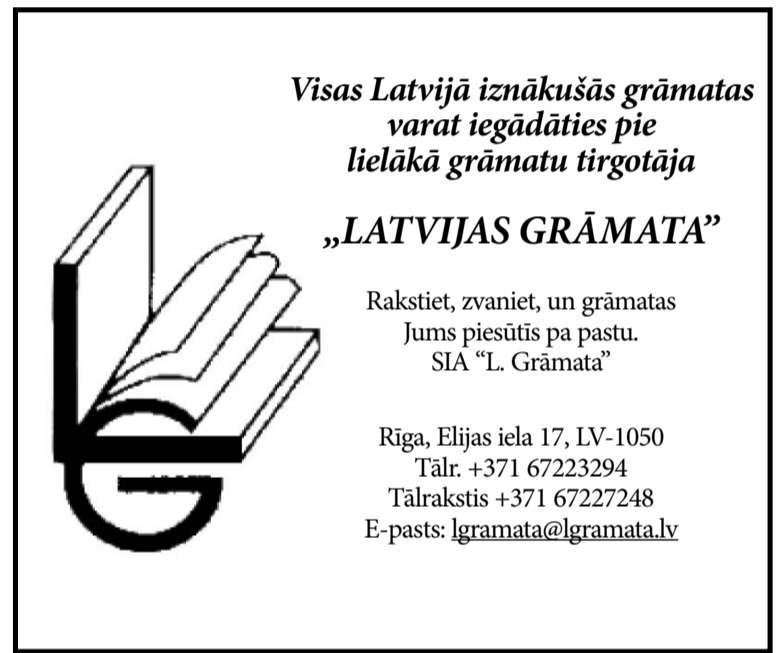 Visas Latvijā iznākušās grāmatas
varat iegādāties pie
lielākā grāmatu tirgotāja
„LATVIJAS GRĀMATA”
Rakstiet, zvaniet, un grāmatas
Jums piesūtīs pa pastu.
SIA “L. Grāmata”
Rīga, Elijas iela 17, LV-1050
Tālr. +371 67223294
Tālrakstis +371 67227248
E-pasts: lgramata@lgramata.lv